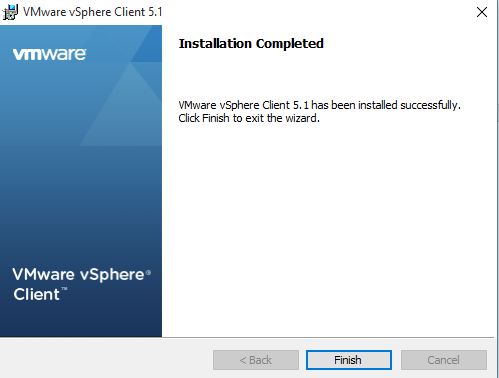 VMware vSphere Client 5.1
vmware
Installation Completed
VMware vSphere Client 5.1 has been installed successfully.
Click Finish to exit the wizard.
VMware vSphere®
Client™
< Back
Finish
Cancel